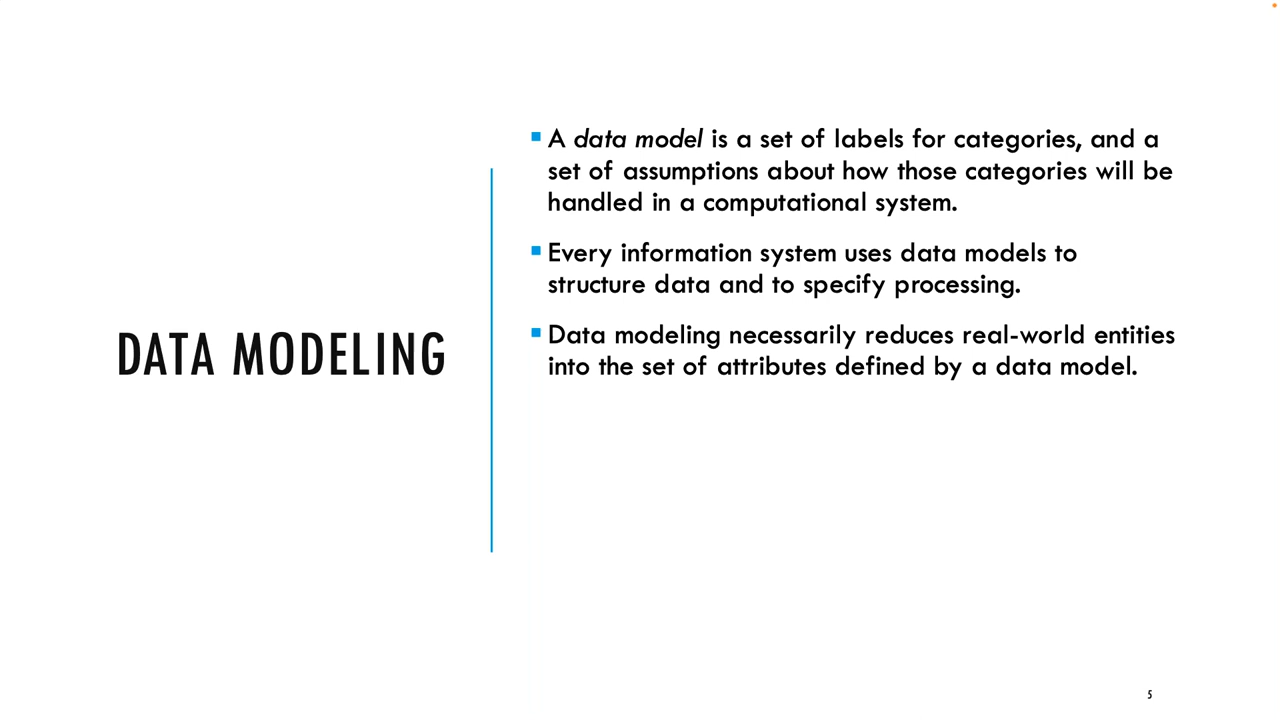 DATA MODELING
▪ A data model is a set of labels for categories, and a
set of assumptions about how those categories will be
handled in a computational system.
▪ Every information system uses data models to
structure data and to specify processing.
▪ Data modeling necessarily reduces real-world entities
into the set of attributes defined by a data model.
5